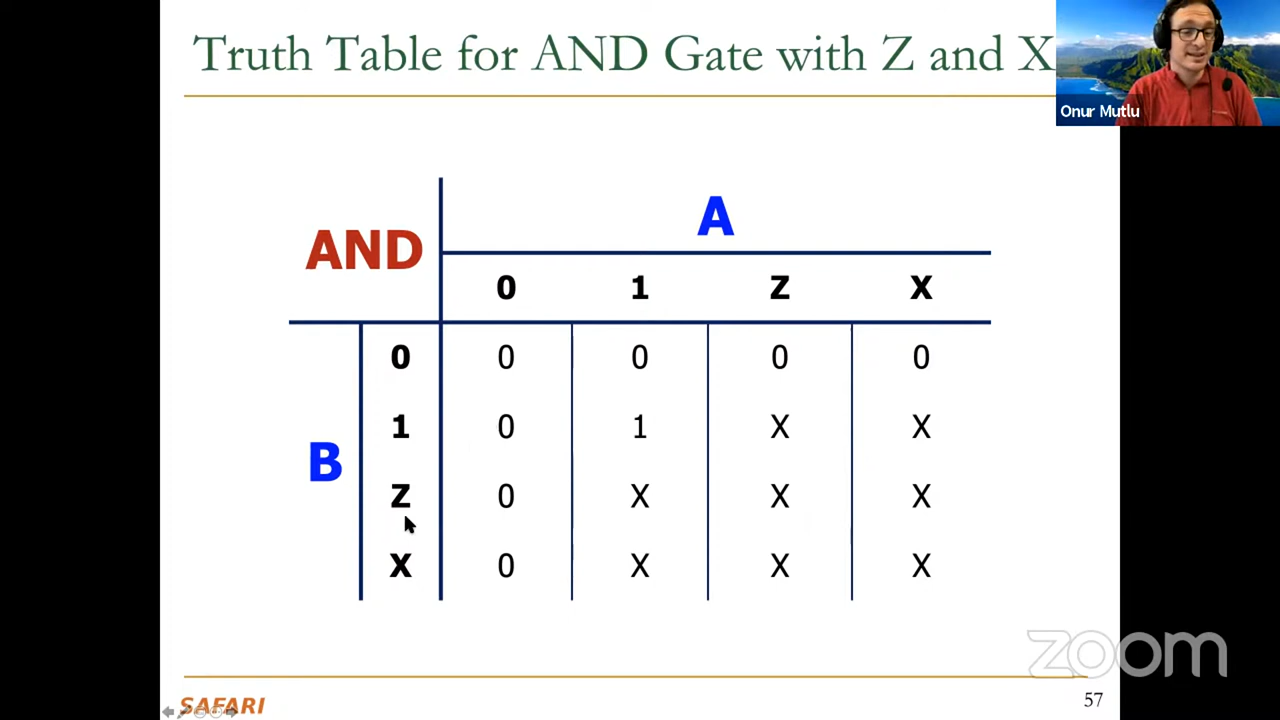 Truth Table for AND Gate with Z and X
Onur Mutlu
AND
A
0 1 Z X
B
0 0 0 0 0
1 0 1 X X
Z 0 X X X
X 0 X X X
zoom
SAFARI
57